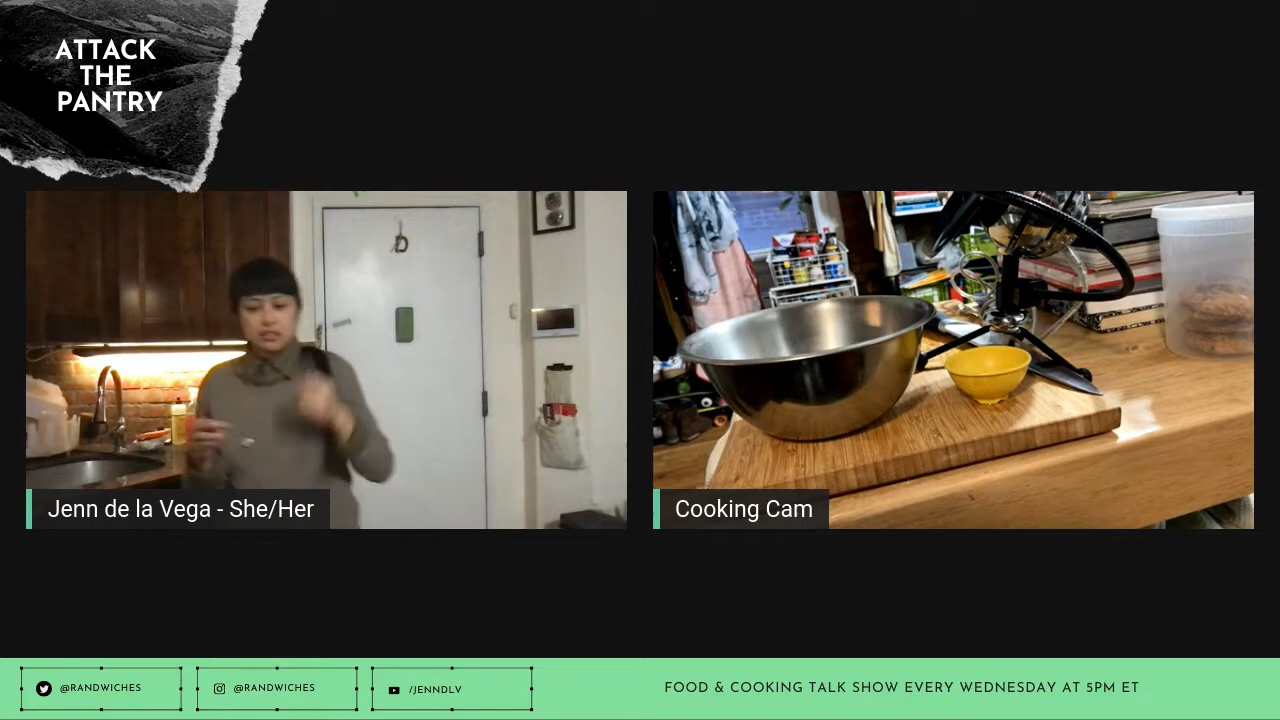 ATTACK
THE
PANTRY
Jenn de la Vega - She/Her
Cooking Cam
@RANDWICHES
@RANDWICHES
/JENNDLV
FOOD & COOKING TALK SHOW EVERY WEDNESDAY AT 5PM ET